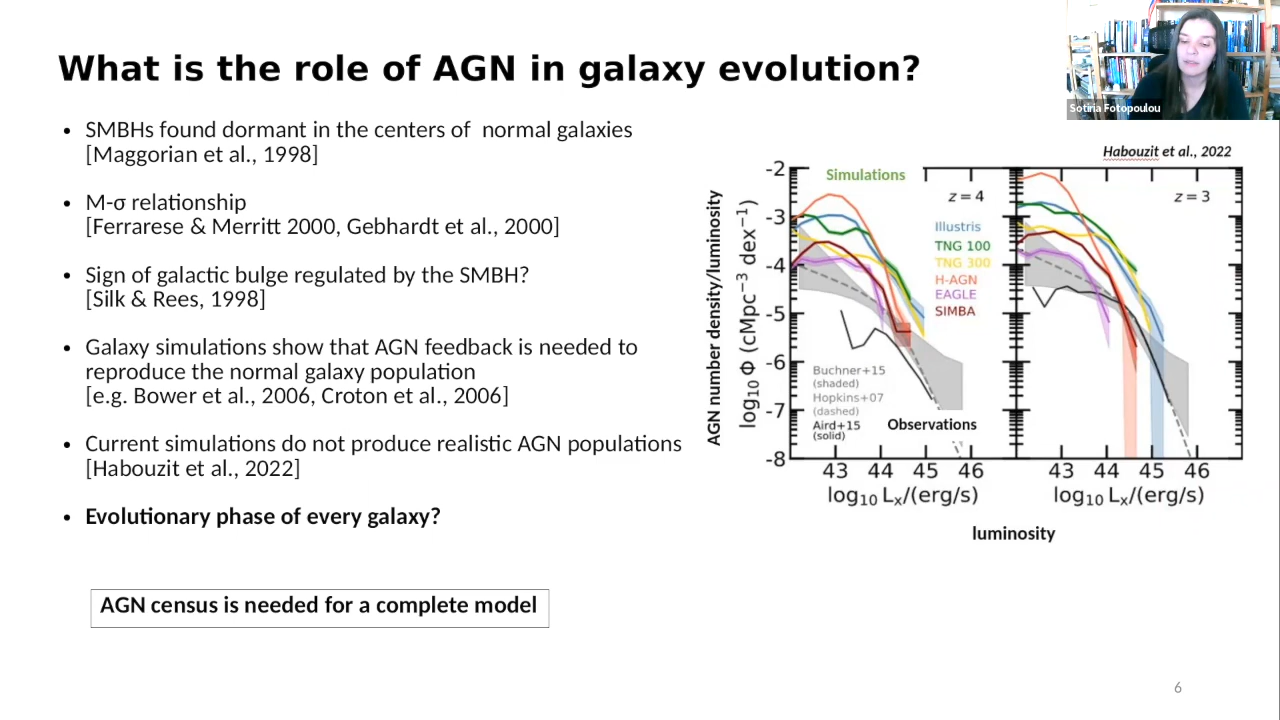 What is the role of AGN in galaxy evolution?
Sotiria Fotopoulou
• SMBHs found dormant in the centers of normal galaxies
[Maggorian et al., 1998]
• M-σ relationship
[Ferrarese & Merritt 2000, Gebhardt et al., 2000]
• Sign of galactic bulge regulated by the SMBH?
[Silk & Rees, 1998]
• Galaxy simulations show that AGN feedback is needed to
reproduce the normal galaxy population
[e.g. Bower et al., 2006, Croton et al., 2006]
• Current simulations do not produce realistic AGN populations
[Habouzit et al., 2022]
• Evolutionary phase of every galaxy?
AGN census is needed for a complete model
Habouzit et al., 2022
AGN number density/luminosity
log₁₀ Φ (cMpc⁻³ dex⁻¹)
-2
-3
-4
-5
-6
-7
-8
Simulations
z = 4
Illustris
TNG 100
TNG 300
H-AGN
EAGLE
SIMBA
Buchner+15
(shaded)
Hopkins+07
(dashed)
Aird+15
(solid)
Observations
43 44 45 46
log₁₀ Lₓ/(erg/s)
z = 3
43 44 45 46
log₁₀ Lₓ/(erg/s)
luminosity
6